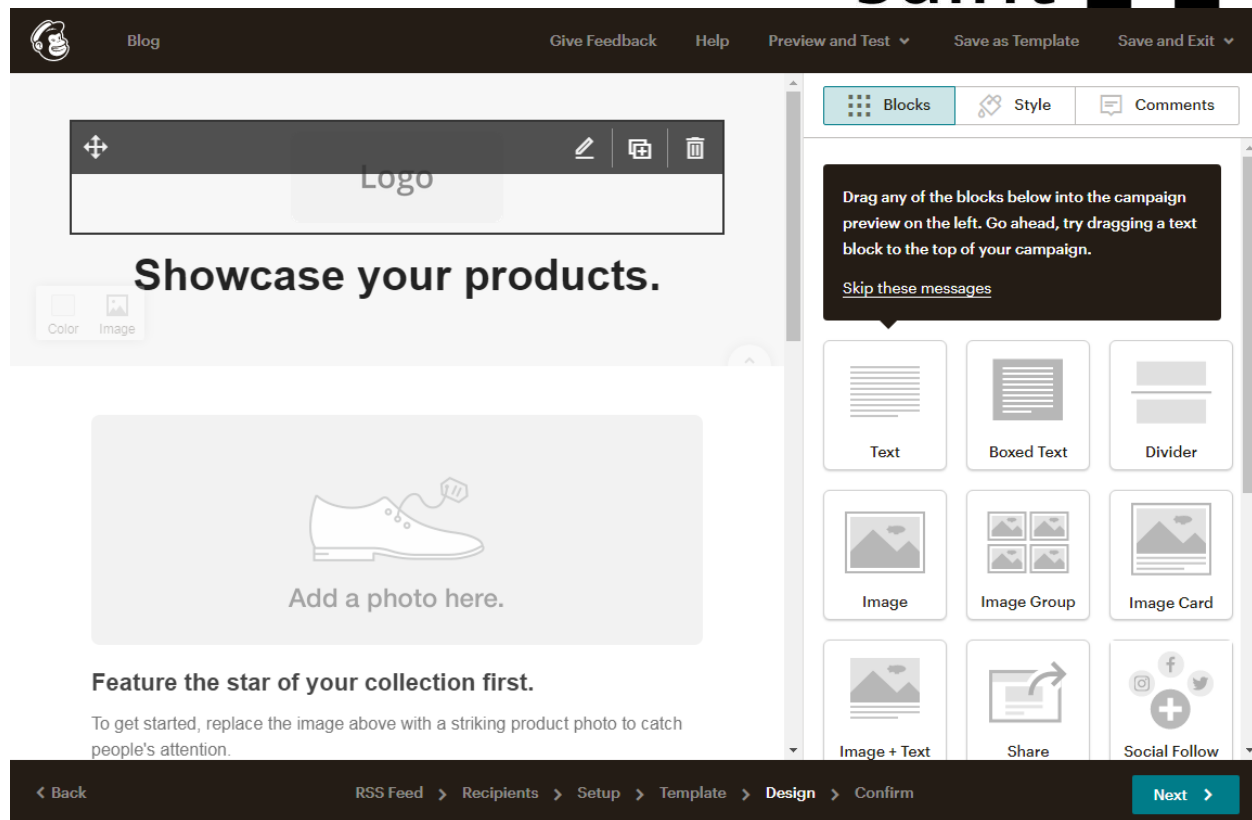 Blog
Give Feedback
Help
Preview and Test
Save as Template
Save and Exit
Blocks
Style
Comments
Logo
Showcase your products.
Color
Image
Add a photo here.
Feature the star of your collection first.
To get started, replace the image above with a striking product photo to catch
people's attention.
Drag any of the blocks below into the campaign
preview on the left. Go ahead, try dragging a text
block to the top of your campaign.
Skip these messages
Text
Boxed Text
Divider
Image
Image Group
Image Card
Image + Text
Share
Social Follow
Back
RSS Feed
Recipients
Setup
Template
Design
Confirm
Next